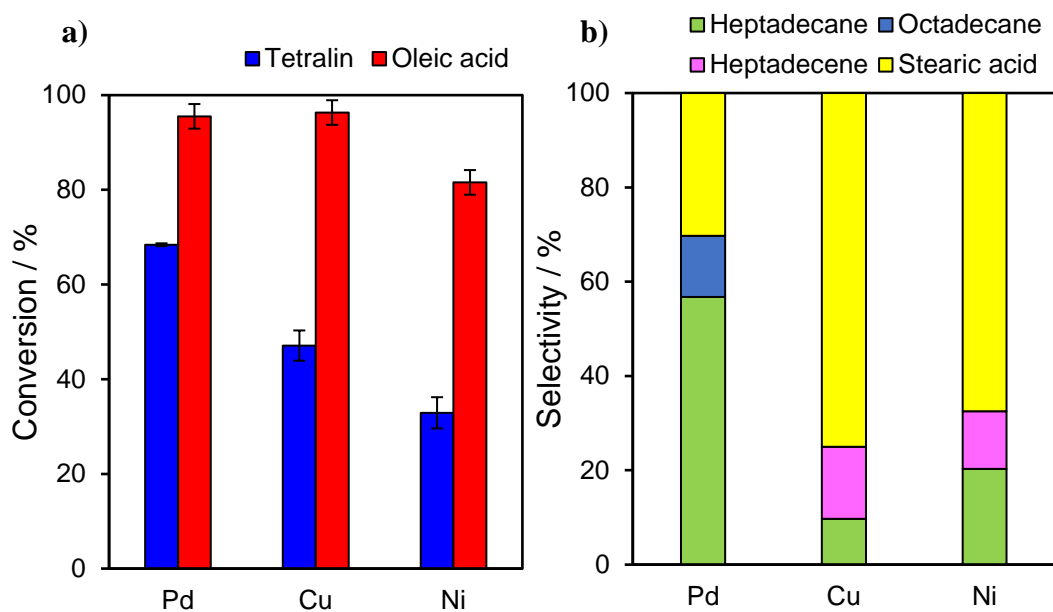 a)
Tetralin Oleic acid
Conversion / %
100
80
60
40
20
0
Pd Cu Ni
b)
Heptadecane Octadecane
Heptadecene Stearic acid
Selectivity / %
100
80
60
40
20
0
Pd Cu Ni